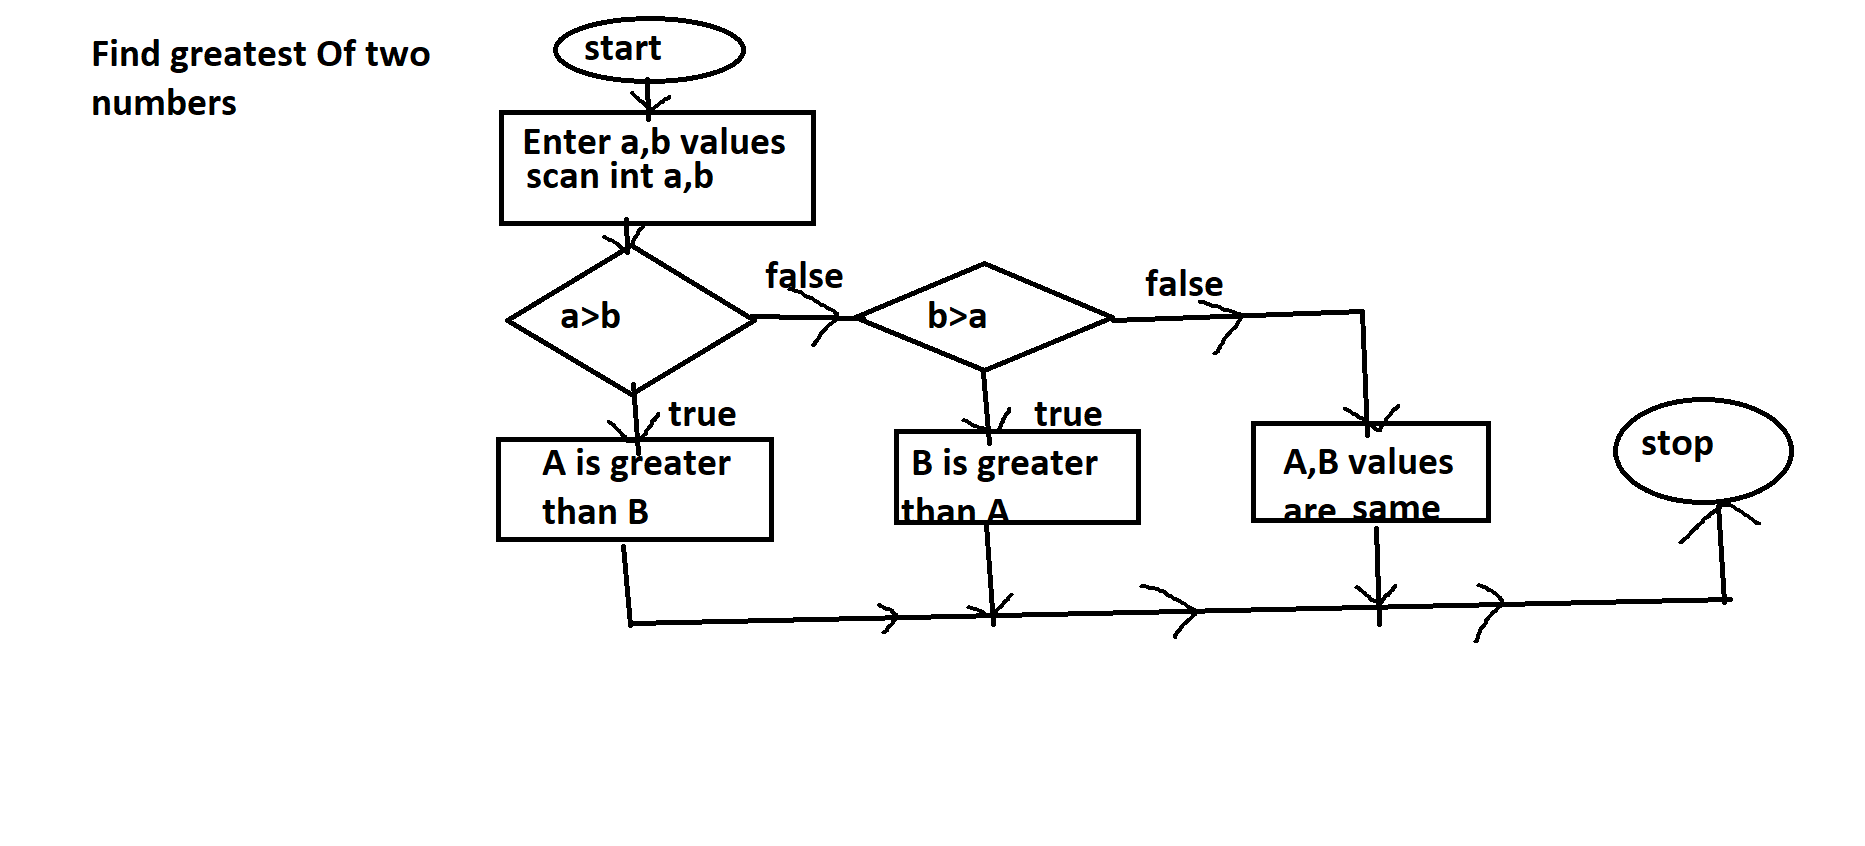 Find greatest Of two
numbers
start
Enter a,b values
scan int a,b
a>b
false
b>a
false
true
true
A is greater
than B
B is greater
than A
A,B values
are same
stop